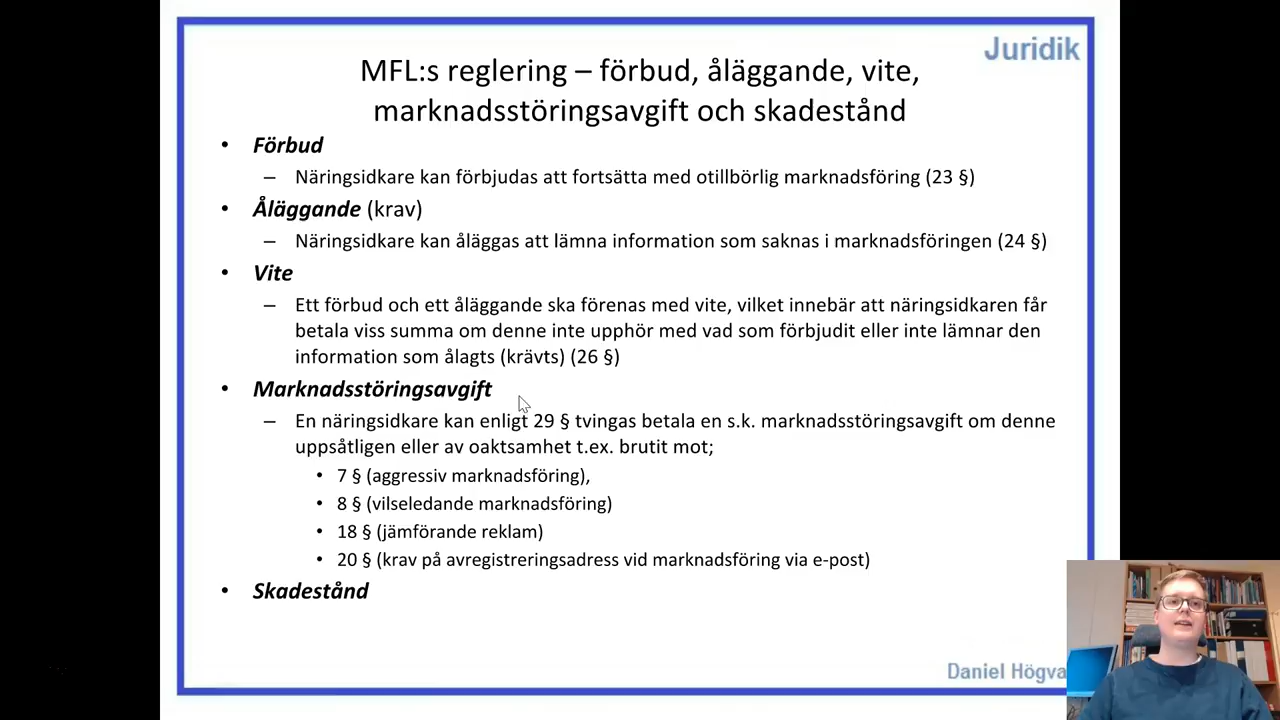 Juridik
MFL:s reglering – förbud, åläggande, vite,
marknadsstöringsavgift och skadestånd
• Förbud
– Näringsidkare kan förbjudas att fortsätta med otillbörlig marknadsföring (23 §)
• Åläggande (krav)
– Näringsidkare kan åläggas att lämna information som saknas i marknadsföringen (24 §)
• Vite
– Ett förbud och ett åläggande ska förenas med vite, vilket innebär att näringsidkaren får
betala viss summa om denne inte upphör med vad som förbjudit eller inte lämnar den
information som ålagts (krävts) (26 §)
• Marknadsstöringsavgift
– En näringsidkare kan enligt 29 § tvingas betala en s.k. marknadsstöringsavgift om denne
uppsåtligen eller av oaktsamhet t.ex. brutit mot;
• 7 § (aggressiv marknadsföring),
• 8 § (vilseledande marknadsföring)
• 18 § (jämförande reklam)
• 20 § (krav på avregistreringsadress vid marknadsföring via e-post)
• Skadestånd
Daniel Högva